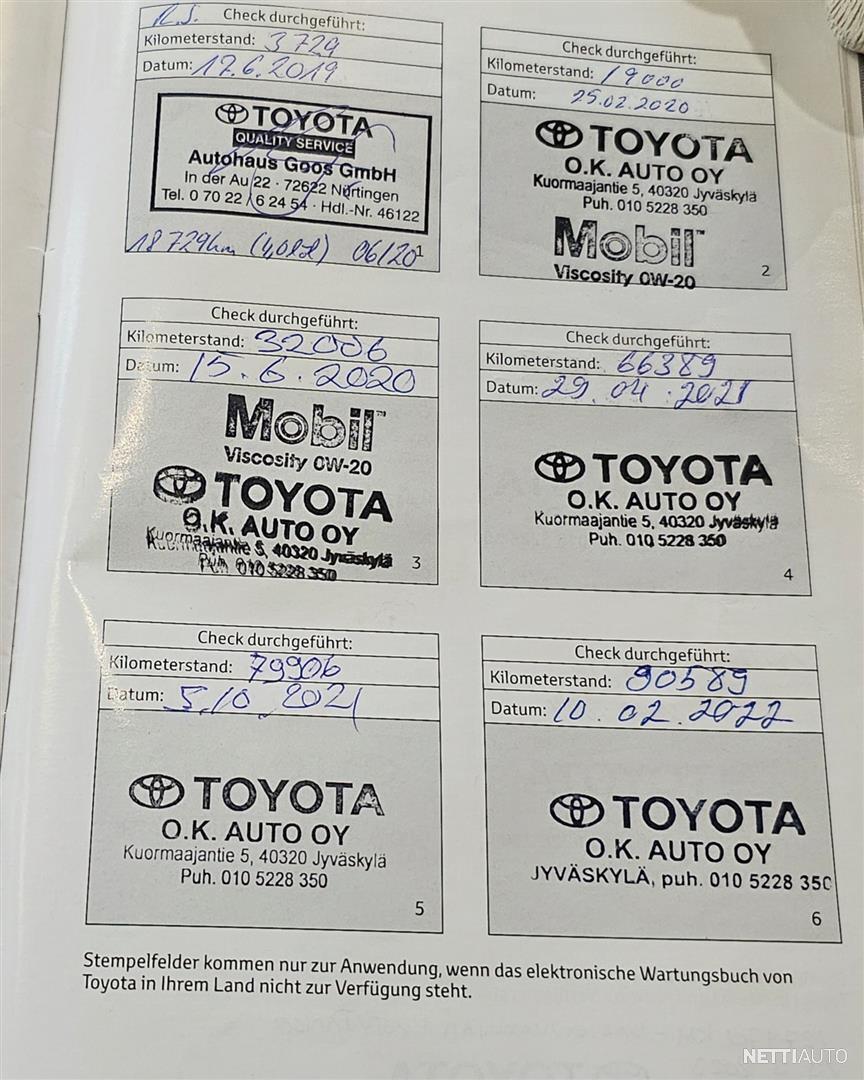 R.S.
Check durchgeführt:
Kilometerstand: 3729
Datum: 17.6.2019
TOYOTA
QUALITY SERVICE
Autohaus Goos GmbH
In der Au 22 · 72622 Nürtingen
Tel. 0 70 22 / 6 24 54 · Hdl.-Nr. 46122
18729km 06/20
1
Check durchgeführt:
Kilometerstand: 19000
Datum: 25.02.2020
TOYOTA
O.K. AUTO OY
Kuormaajantie 5, 40320 Jyväskylä
Puh. 010 5228 350
Mobil™
Viscosity 0W-20
2
Check durchgeführt:
Kilometerstand: 32006
Datum: 15.6.2020
Mobil™
Viscosity 0W-20
TOYOTA
O.K. AUTO OY
Kuormaajantie 5, 40320 Jyväskylä
Puh. 010 5228 350
3
Check durchgeführt:
Kilometerstand: 66389
Datum: 29.04.2021
TOYOTA
O.K. AUTO OY
Kuormaajantie 5, 40320 Jyväskylä
Puh. 010 5228 350
4
Check durchgeführt:
Kilometerstand: 79906
Datum: 5.10.2021
TOYOTA
O.K. AUTO OY
Kuormaajantie 5, 40320 Jyväskylä
Puh. 010 5228 350
5
Check durchgeführt:
Kilometerstand: 90589
Datum: 10.02.2022
TOYOTA
O.K. AUTO OY
JYVÄSKYLÄ, puh. 010 5228 350
6
Stempelfelder kommen nur zur Anwendung, wenn das elektronische Wartungsbuch von
Toyota in Ihrem Land nicht zur Verfügung steht.
NETTIAUTO